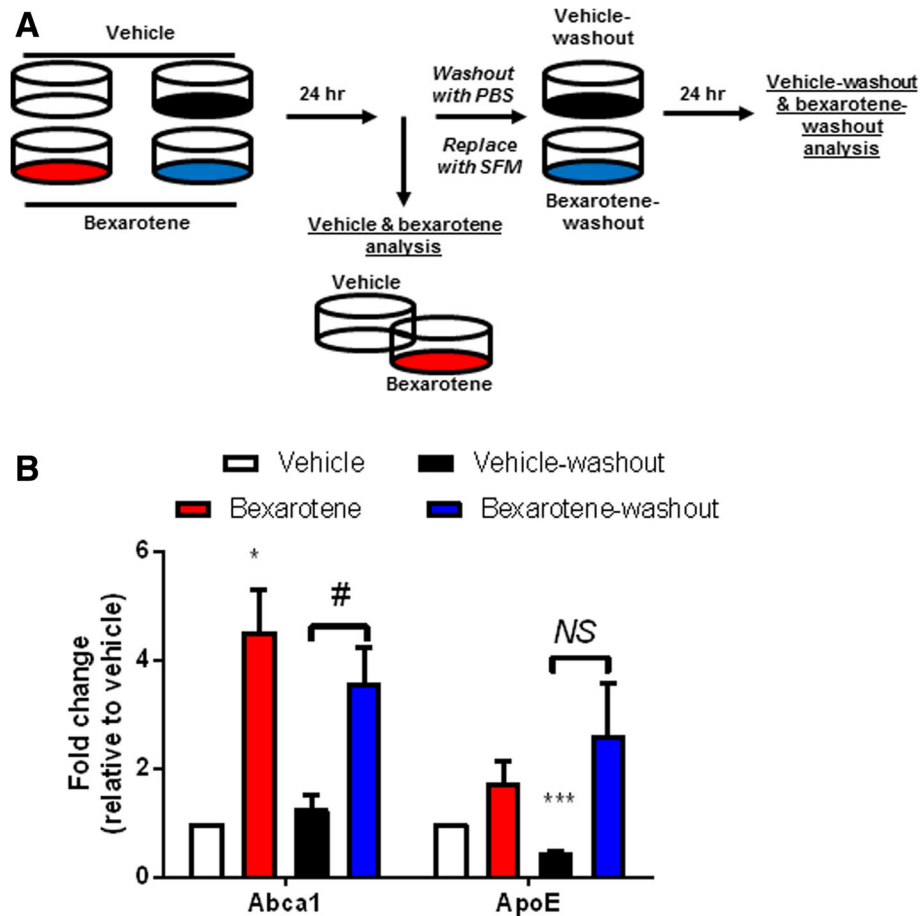 A
Vehicle
24 hr
Washout
with PBS
Replace
with SFM
Vehicle-
washout
Bexarotene-
washout
24 hr
Vehicle-washout
& bexarotene-
washout
analysis
Bexarotene
Vehicle & bexarotene
analysis
Vehicle
Bexarotene
B
Vehicle
Vehicle-washout
Bexarotene
Bexarotene-washout
Fold change
(relative to vehicle)
6
4
2
0
*
#
***
NS
Abca1
ApoE